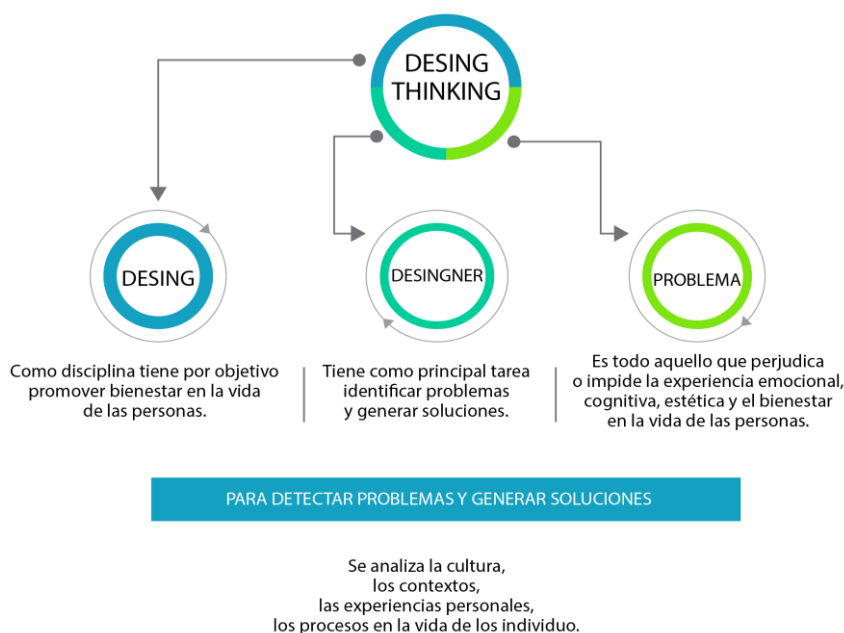 DESING
THINKING
DESING
DESINGNER
PROBLEMA
Como disciplina tiene por objetivo
promover bienestar en la vida
de las personas.
Tiene como principal tarea
identificar problemas
y generar soluciones.
Es todo aquello que perjudica
o impide la experiencia emocional,
cognitiva, estética y el bienestar
en la vida de las personas.
PARA DETECTAR PROBLEMAS Y GENERAR SOLUCIONES
Se analiza la cultura,
los contextos,
las experiencias personales,
los procesos en la vida de los individuo.